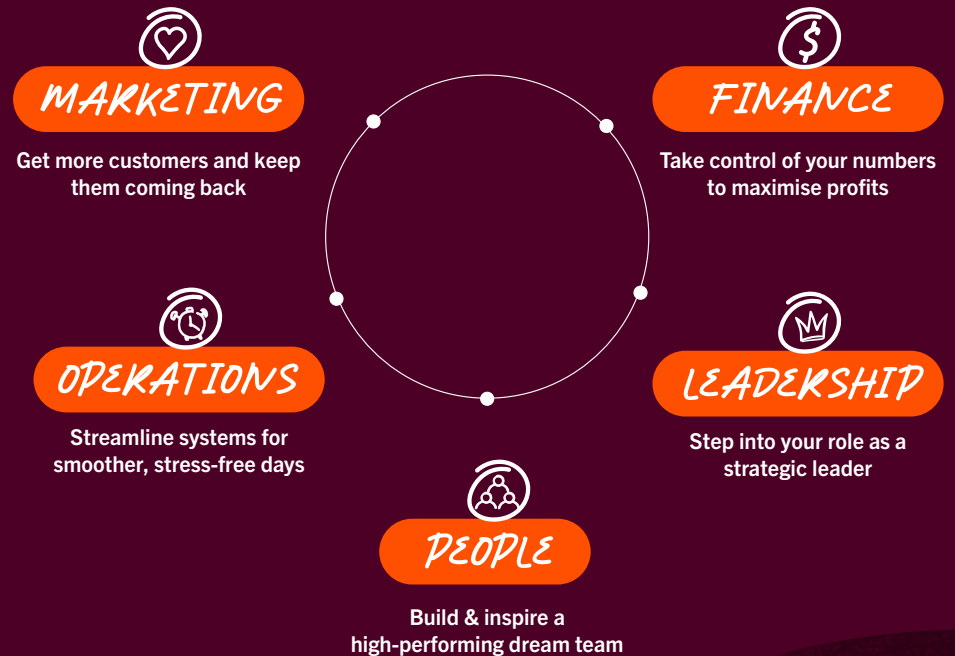 MARKETING
Get more customers and keep
them coming back
$
FINANCE
Take control of your numbers
to maximise profits
OPERATIONS
Streamline systems for
smoother, stress-free days
LEADERSHIP
Step into your role as a
strategic leader
PEOPLE
Build & inspire a
high-performing dream team